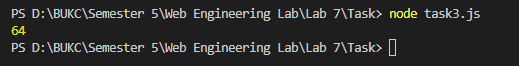 PS D:\BUKC\Semester 5\Web Engineering Lab\Lab 7\Task> node task3.js
64
PS D:\BUKC\Semester 5\Web Engineering Lab\Lab 7\Task>